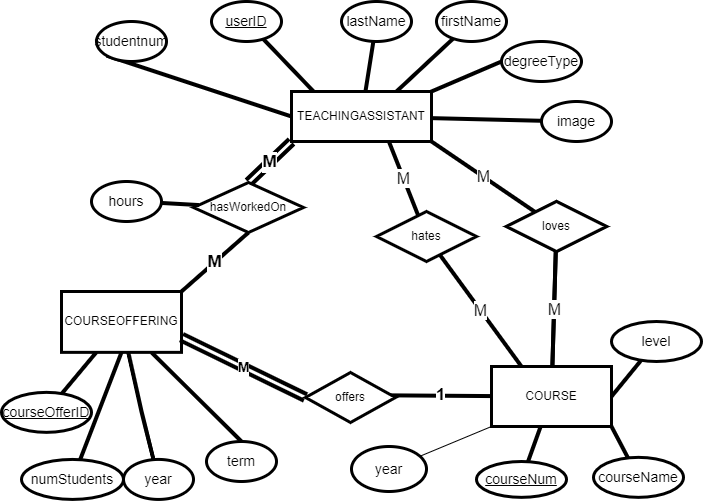 userID
lastName
firstName
studentnum
degreeType
TEACHINGASSISTANT
image
M
M
M
hours
hasWorkedOn
loves
hates
M
M
M
COURSEOFFERING
level
M
offers
1
COURSE
courseOfferID
term
year
numStudents
year
courseNum
courseName